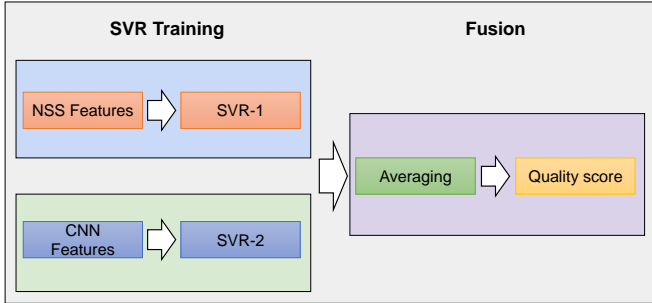 SVR Training
Fusion
NSS Features
SVR-1
Averaging
Quality score
CNN
Features
SVR-2